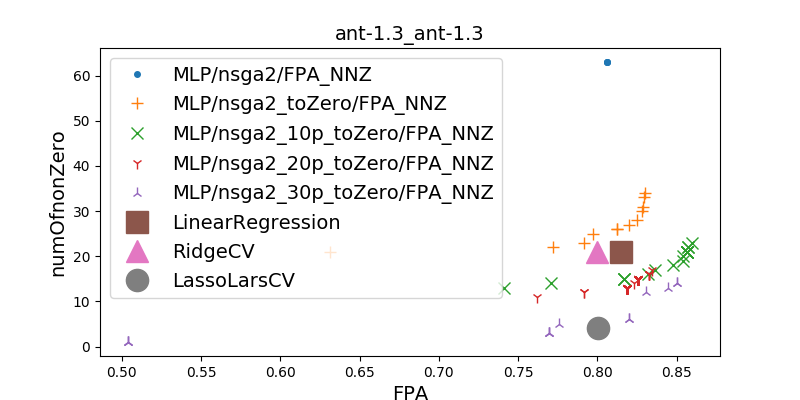 ant-1.3_ant-1.3
numOfnonZero
60
50
40
30
20
10
0
MLP/nsga2/FPA_NNZ
MLP/nsga2_toZero/FPA_NNZ
MLP/nsga2_10p_toZero/FPA_NNZ
MLP/nsga2_20p_toZero/FPA_NNZ
MLP/nsga2_30p_toZero/FPA_NNZ
LinearRegression
RidgeCV
LassoLarsCV
0.50 0.55 0.60 0.65 0.70 0.75 0.80 0.85
FPA